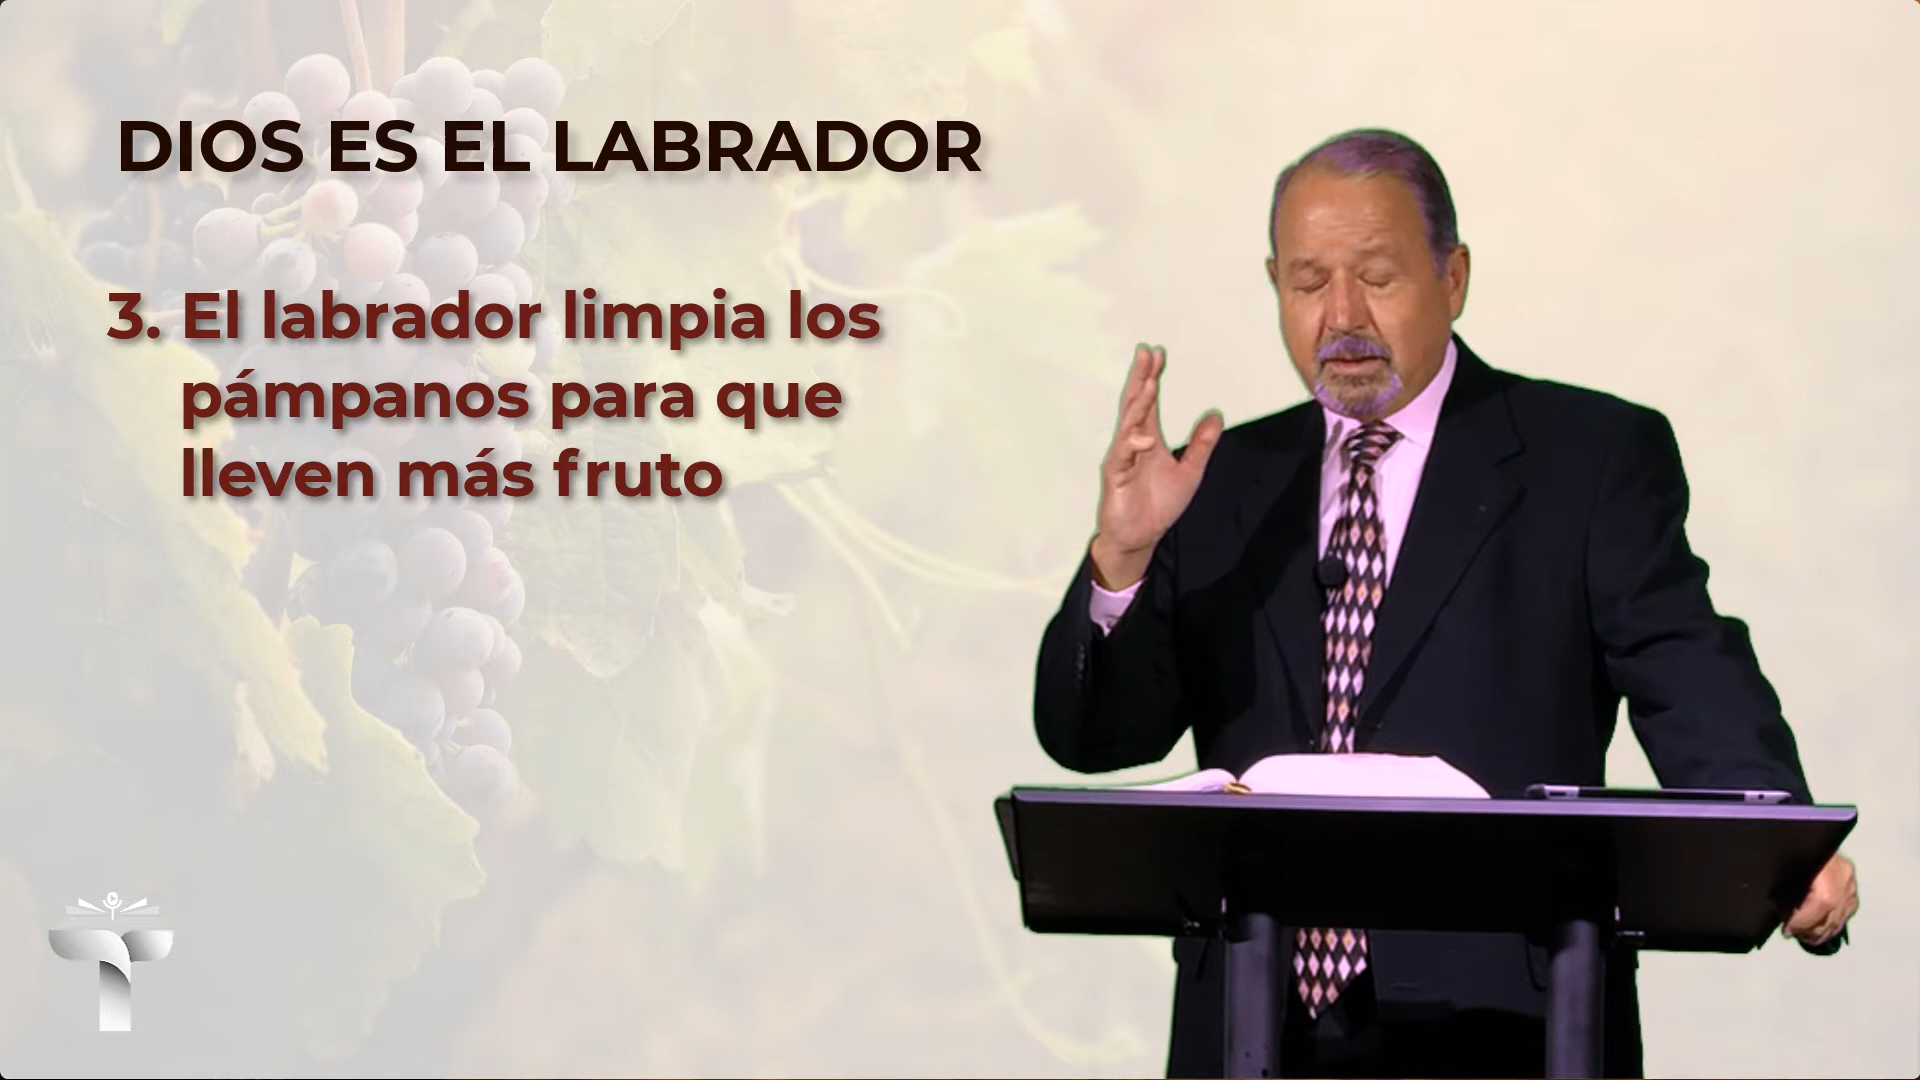 DIOS ES EL LABRADOR
3. El labrador limpia los
pámpanos para que
lleven más fruto